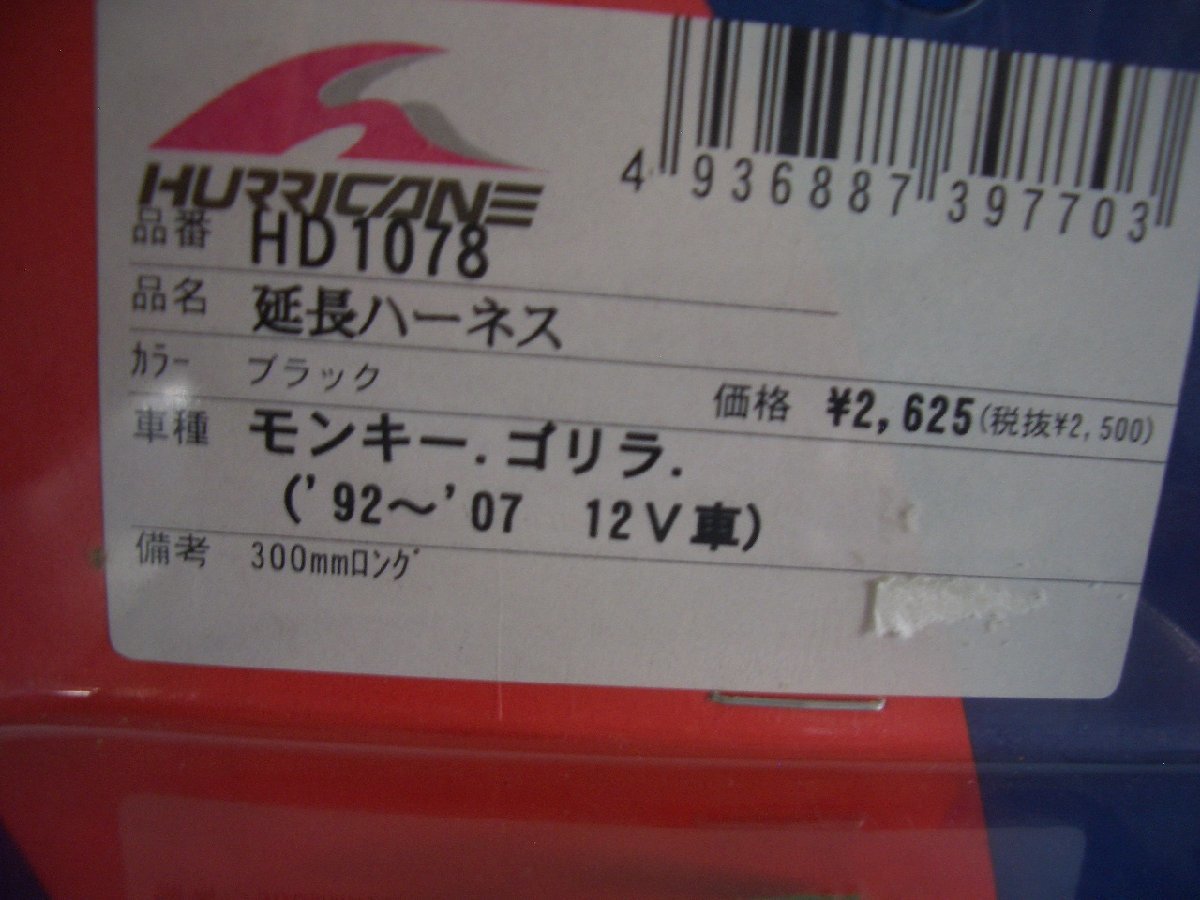 HURRICANE
4 936887 397703
品番 HD1078
品名 延長ハーネス
ｶﾗｰ ブラック
価格 ¥2,625(税抜¥2,500)
車種 モンキー.ゴリラ.
('92〜'07 12V車)
備考 300mmﾛﾝｸﾞ